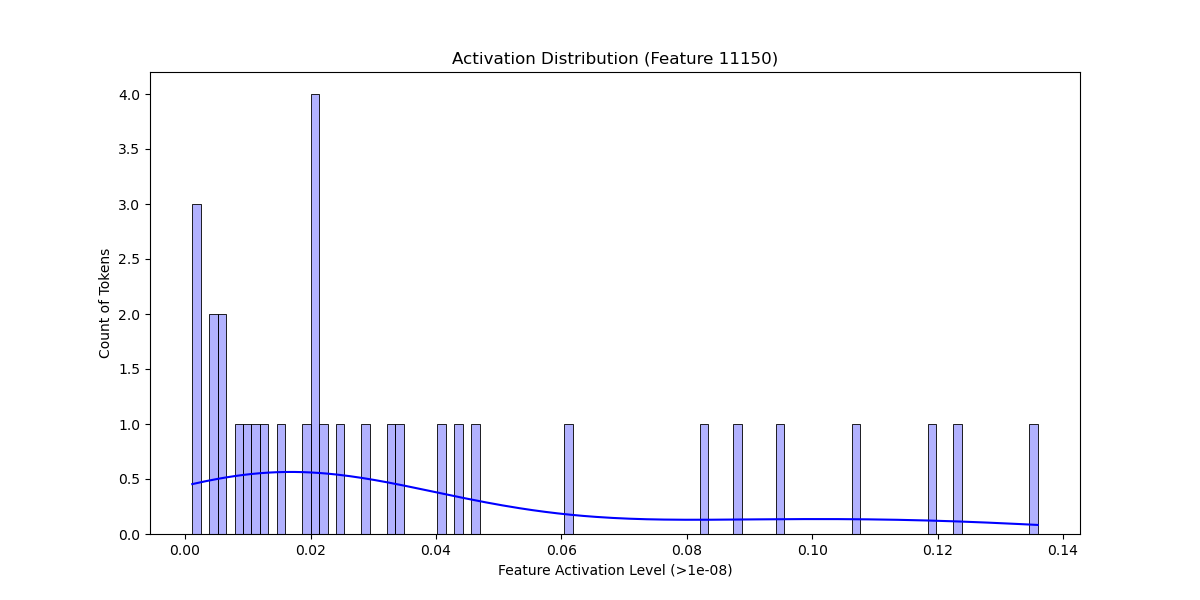 Activation Distribution (Feature 11150)
4.0
3.5
3.0
2.5
2.0
1.5
1.0
0.5
0.0
Count of Tokens
0.00 0.02 0.04 0.06 0.08 0.10 0.12 0.14
Feature Activation Level (>1e-08)